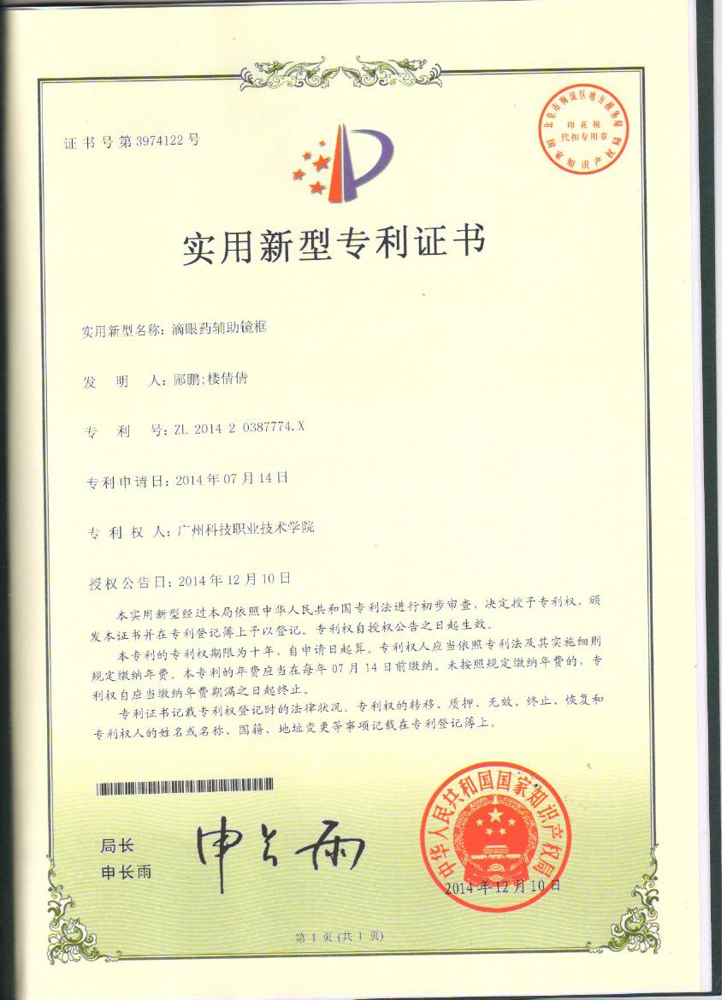 证书号第3974122号
北京市海淀区地方税务局
印花税
代扣专用章
国家知识产权局
实用新型专利证书
实用新型名称：滴眼药辅助镜框
发 明 人：郧鹏;楼倩倩
专 利 号：ZL 2014 2 0387774.X
专利申请日：2014年07月14日
专 利 权 人：广州科技职业技术学院
授权公告日：2014年12月10日
本实用新型经过本局依照中华人民共和国专利法进行初步审查，决定授予专利权，颁
发本证书并在专利登记簿上予以登记。专利权自授权公告之日起生效。
本专利的专利权期限为十年，自申请日起算。专利权人应当依照专利法及其实施细则
规定缴纳年费。本专利的年费应当在每年07月14日前缴纳。未按照规定缴纳年费的，专
利权自应当缴纳年费期满之日起终止。
专利证书记载专利权登记时的法律状况。专利权的转移、质押、无效、终止、恢复和
专利权人的姓名或名称、国籍、地址变更等事项记载在专利登记簿上。
局长
申长雨
申长雨
中华人民共和国国家知识产权局
2014年12月10日
第 1 页 (共 1 页)